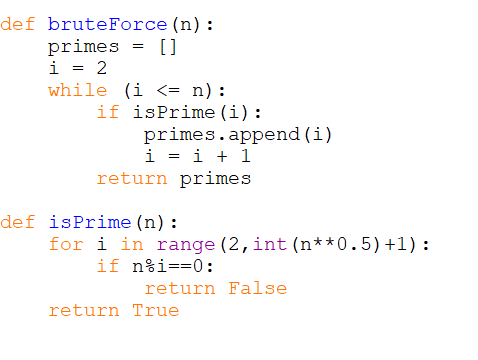 def bruteForce(n):
    primes = []
    i = 2
    while (i <= n):
        if isPrime(i):
            primes.append(i)
            i = i + 1
        return primes

def isPrime(n):
    for i in range(2,int(n**0.5)+1):
        if n%i==0:
            return False
    return True